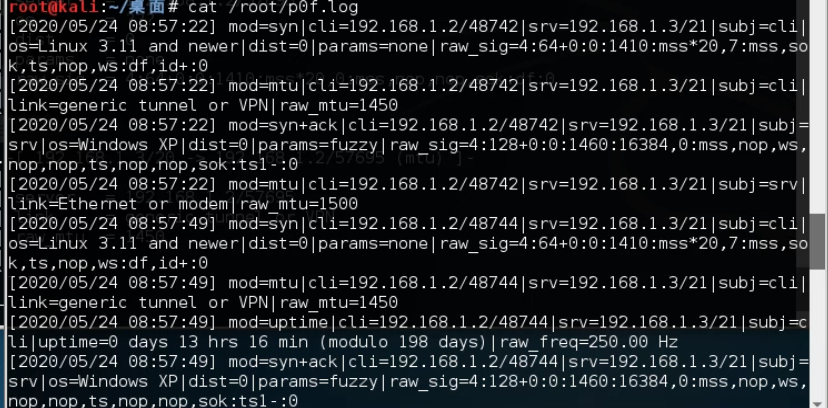 root@kali:~/桌面# cat /root/p0f.log
[2020/05/24 08:57:22] mod=syn|cli=192.168.1.2/48742|srv=192.168.1.3/21|subj=cli|
os=Linux 3.11 and newer|dist=0|params=none|raw_sig=4:64+0:0:1410:mss*20,7:mss,so
k,ts,nop,ws:df,id+:0
[2020/05/24 08:57:22] mod=mtu|cli=192.168.1.2/48742|srv=192.168.1.3/21|subj=cli|
link=generic tunnel or VPN|raw_mtu=1450
[2020/05/24 08:57:22] mod=syn+ack|cli=192.168.1.2/48742|srv=192.168.1.3/21|subj=
srv|os=Windows XP|dist=0|params=fuzzy|raw_sig=4:128+0:0:1460:16384,0:mss,nop,ws,
nop,nop,ts,nop,nop,sok:ts1-:0
[2020/05/24 08:57:22] mod=mtu|cli=192.168.1.2/48742|srv=192.168.1.3/21|subj=srv|
link=Ethernet or modem|raw_mtu=1500
[2020/05/24 08:57:49] mod=syn|cli=192.168.1.2/48744|srv=192.168.1.3/21|subj=cli|
os=Linux 3.11 and newer|dist=0|params=none|raw_sig=4:64+0:0:1410:mss*20,7:mss,so
k,ts,nop,ws:df,id+:0
[2020/05/24 08:57:49] mod=mtu|cli=192.168.1.2/48744|srv=192.168.1.3/21|subj=cli|
link=generic tunnel or VPN|raw_mtu=1450
[2020/05/24 08:57:49] mod=uptime|cli=192.168.1.2/48744|srv=192.168.1.3/21|subj=c
li|uptime=0 days 13 hrs 16 min (modulo 198 days)|raw_freq=250.00 Hz
[2020/05/24 08:57:49] mod=syn+ack|cli=192.168.1.2/48744|srv=192.168.1.3/21|subj=
srv|os=Windows XP|dist=0|params=fuzzy|raw_sig=4:128+0:0:1460:16384,0:mss,nop,ws,
nop,nop,ts,nop,nop,sok:ts1-:0